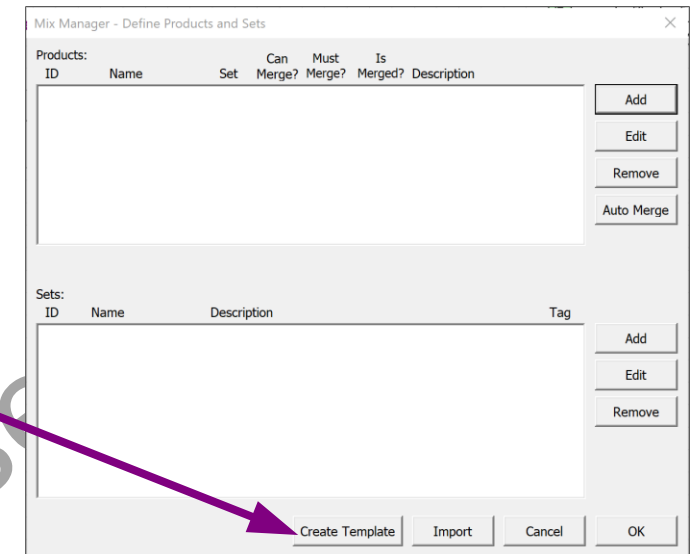 Mix Manager - Define Products and Sets
Products:
Can Must Is
ID Name Set Merge? Merge? Merged? Description
Add
Edit
Remove
Auto Merge
Sets:
ID Name Description Tag
Add
Edit
Remove
Create Template Import Cancel OK